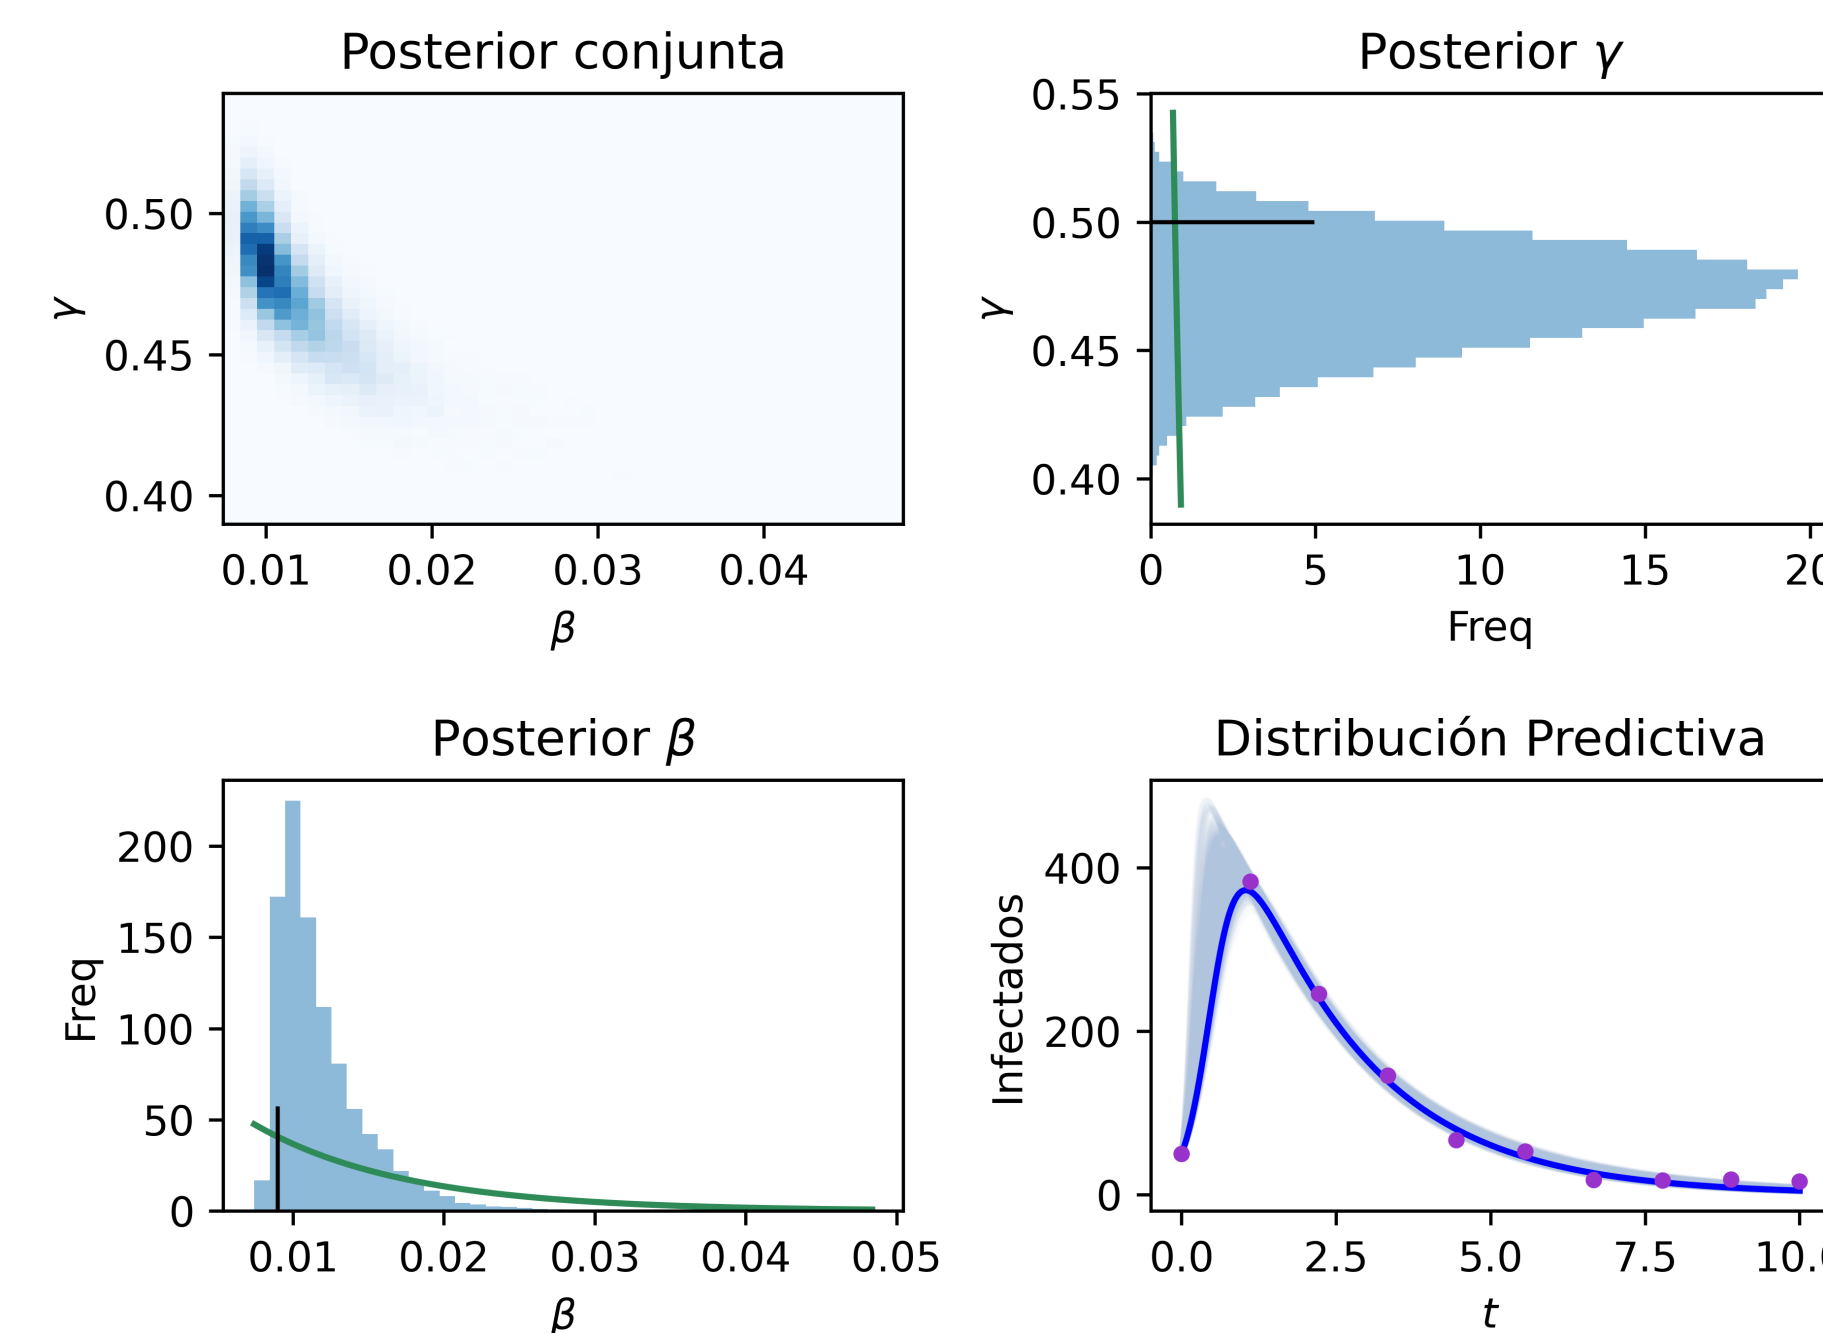 Posterior conjunta
γ
0.50
0.45
0.40
0.01 0.02 0.03 0.04
β
Posterior γ
γ
0.55
0.50
0.45
0.40
0 5 10 15 20
Freq
Posterior β
Freq
200
150
100
50
0
0.01 0.02 0.03 0.04 0.05
β
Distribución Predictiva
Infectados
400
200
0
0.0 2.5 5.0 7.5 10.0
t